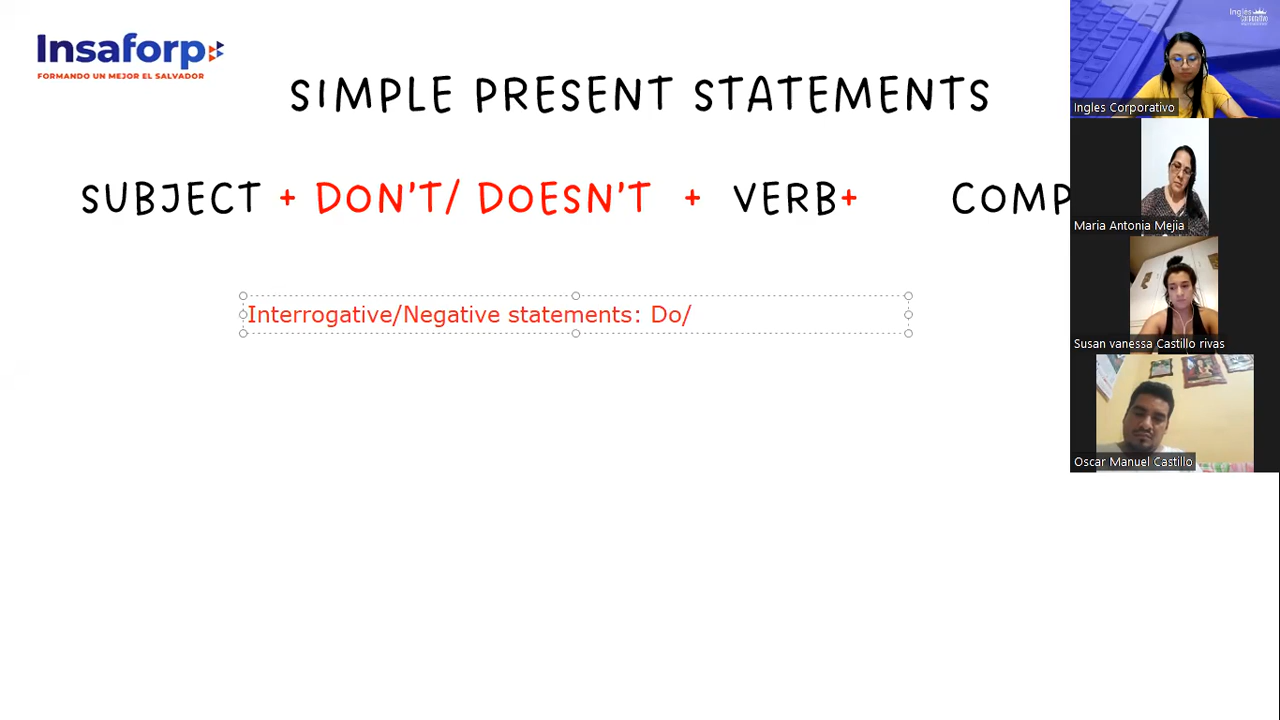 Insaforp
FORMANDO UN MEJOR EL SALVADOR
SIMPLE PRESENT STATEMENTS
SUBJECT + DON'T/ DOESN'T + VERB+ COMP
Interrogative/Negative statements: Do/
Ingles Corporativo
Maria Antonia Mejia
Susan vanessa Castillo rivas
Oscar Manuel Castillo